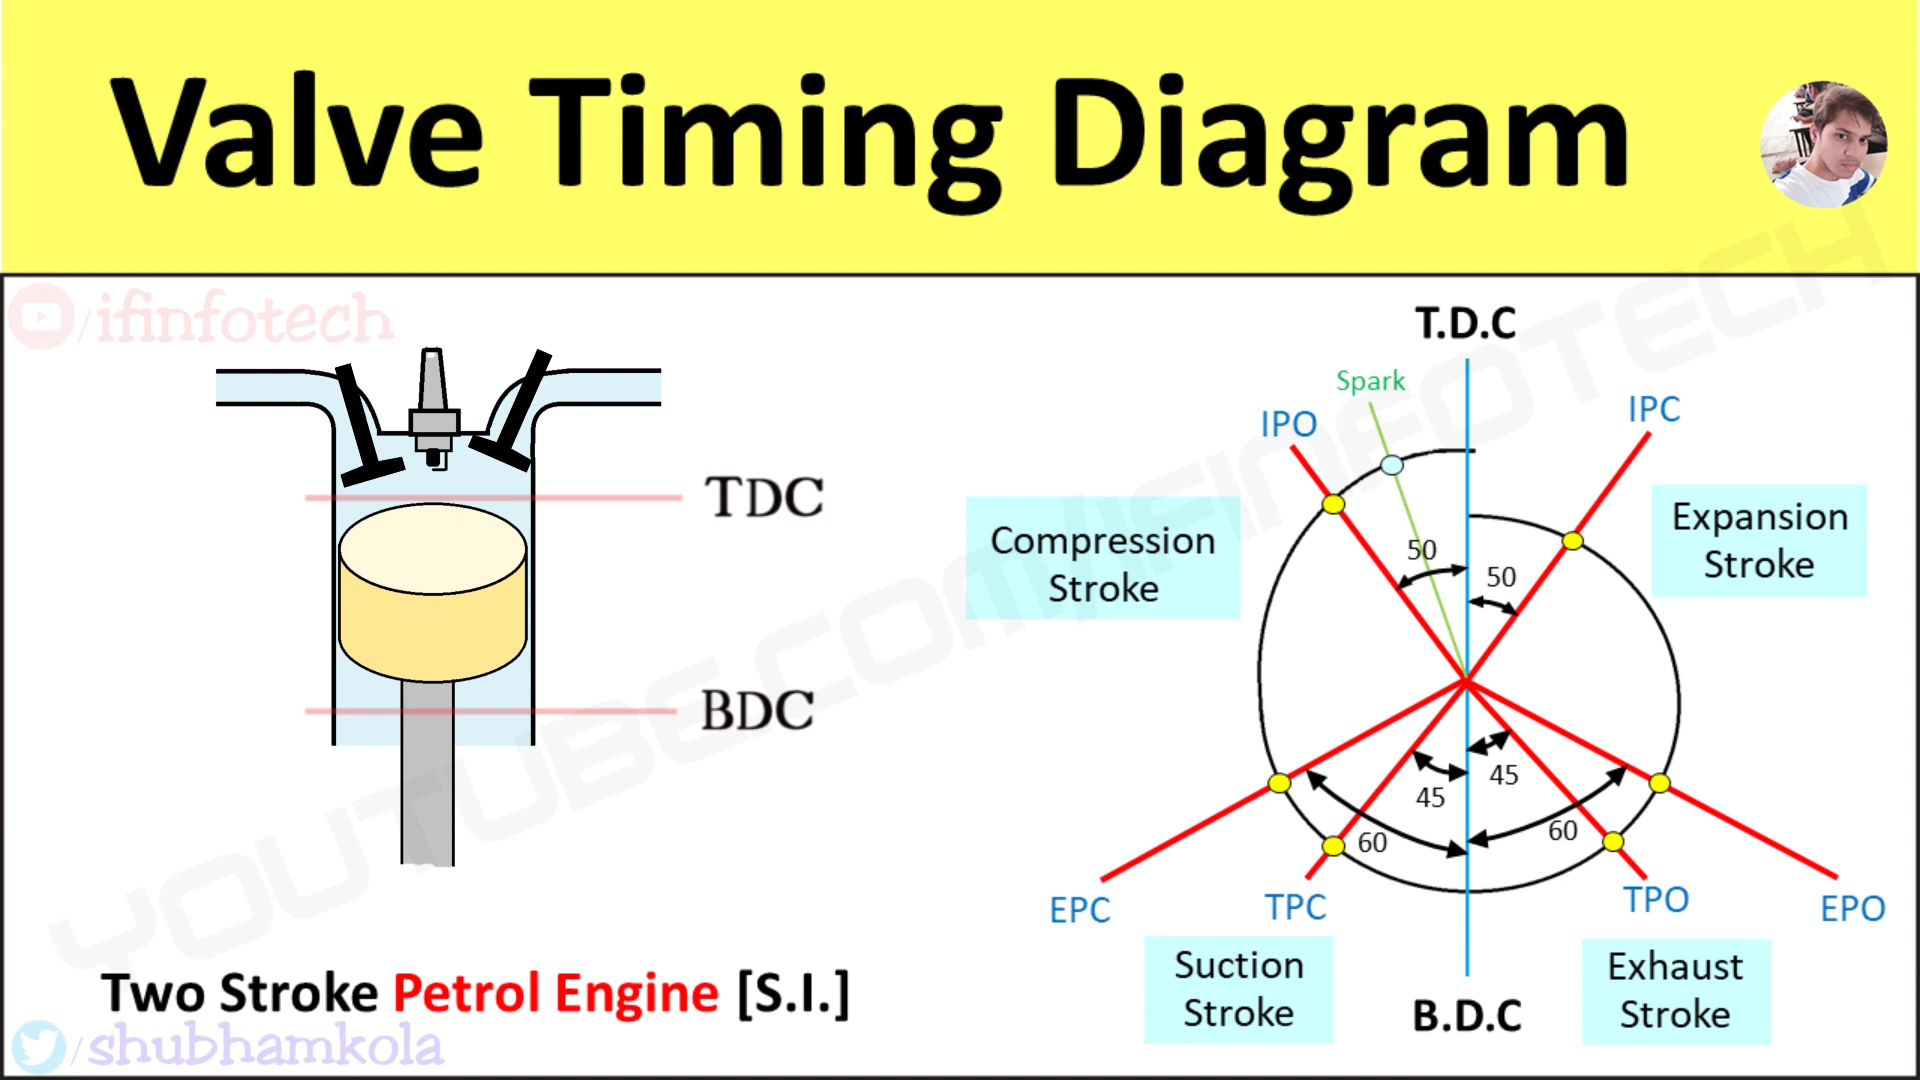 Valve Timing Diagram
/ifinfotech
YOUTUBE.COM/IFINFOTECH
T.D.C
Spark
IPO
IPC
TDC
Compression
Stroke
Expansion
Stroke
50
50
BDC
45
45
60
60
EPC
TPC
TPO
EPO
Suction
Stroke
Exhaust
Stroke
B.D.C
Two Stroke Petrol Engine [S.I.]
/shubhamkola